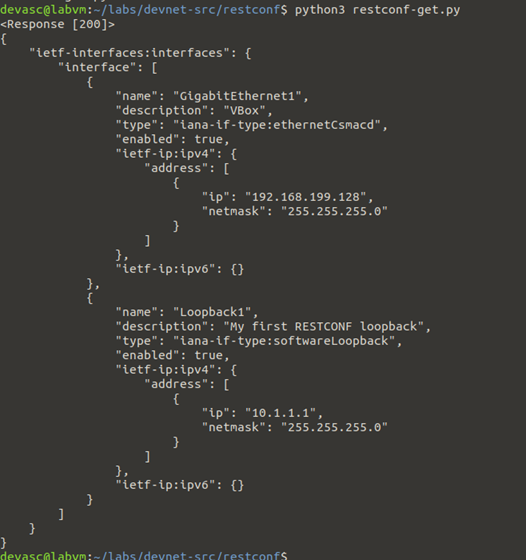 devasc@labvm:~/labs/devnet-src/restconf$ python3 restconf-get.py
<Response [200]>
{
    "ietf-interfaces:interfaces": {
        "interface": [
            {
                "name": "GigabitEthernet1",
                "description": "VBox",
                "type": "iana-if-type:ethernetCsmacd",
                "enabled": true,
                "ietf-ip:ipv4": {
                    "address": [
                        {
                            "ip": "192.168.199.128",
                            "netmask": "255.255.255.0"
                        }
                    ]
                },
                "ietf-ip:ipv6": {}
            },
            {
                "name": "Loopback1",
                "description": "My first RESTCONF loopback",
                "type": "iana-if-type:softwareLoopback",
                "enabled": true,
                "ietf-ip:ipv4": {
                    "address": [
                        {
                            "ip": "10.1.1.1",
                            "netmask": "255.255.255.0"
                        }
                    ]
                },
                "ietf-ip:ipv6": {}
            }
        ]
    }
}
devasc@labvm:~/labs/devnet-src/restconf$